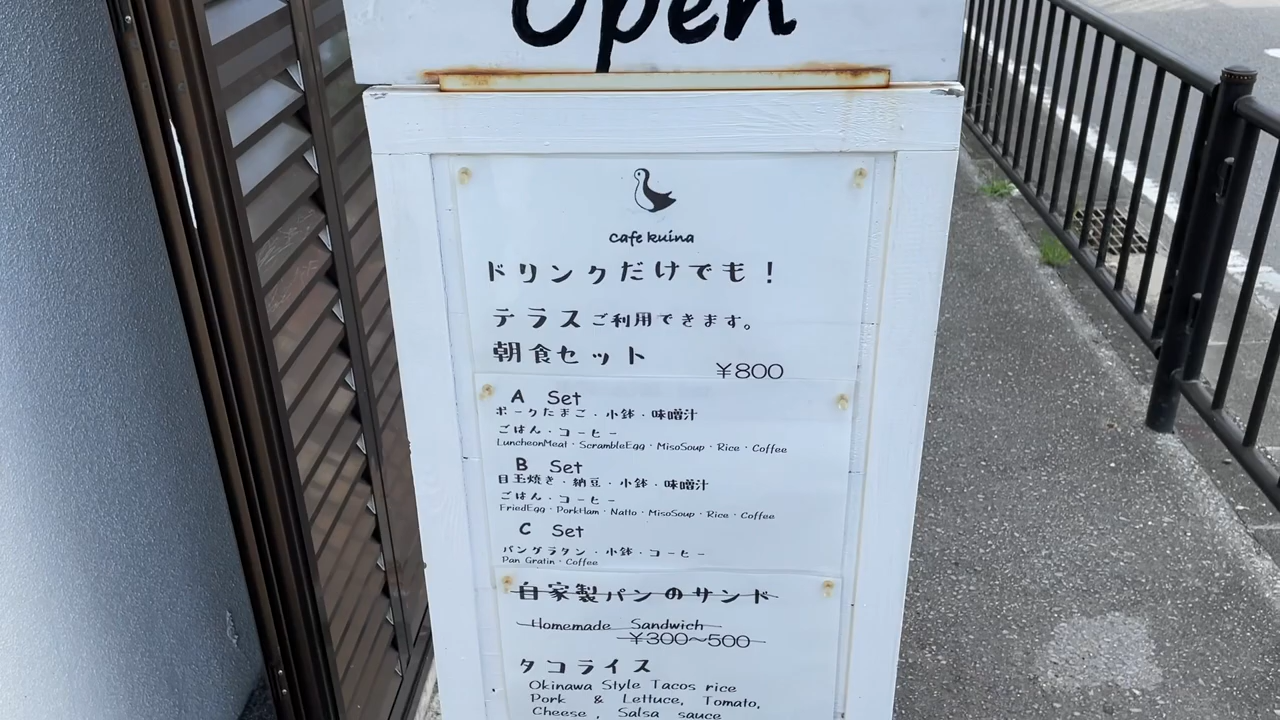 Open
cafe kuina
ドリンクだけでも！
テラスご利用できます。
朝食セット
¥800
A Set
ポークたまご・小鉢・味噌汁
ごはん・コーヒー
LuncheonMeat・ScrambleEgg・MisoSoup・Rice・Coffee
B Set
目玉焼き・納豆・小鉢・味噌汁
ごはん・コーヒー
FriedEgg・PorkHam・Natto・MisoSoup・Rice・Coffee
C Set
パングラタン・小鉢・コーヒー
Pan Gratin・Coffee
自家製パンのサンド
Homemade Sandwich
¥300〜500
タコライス
Okinawa Style Tacos rice
Pork & Lettuce, Tomato,
Cheese, Salsa sauce